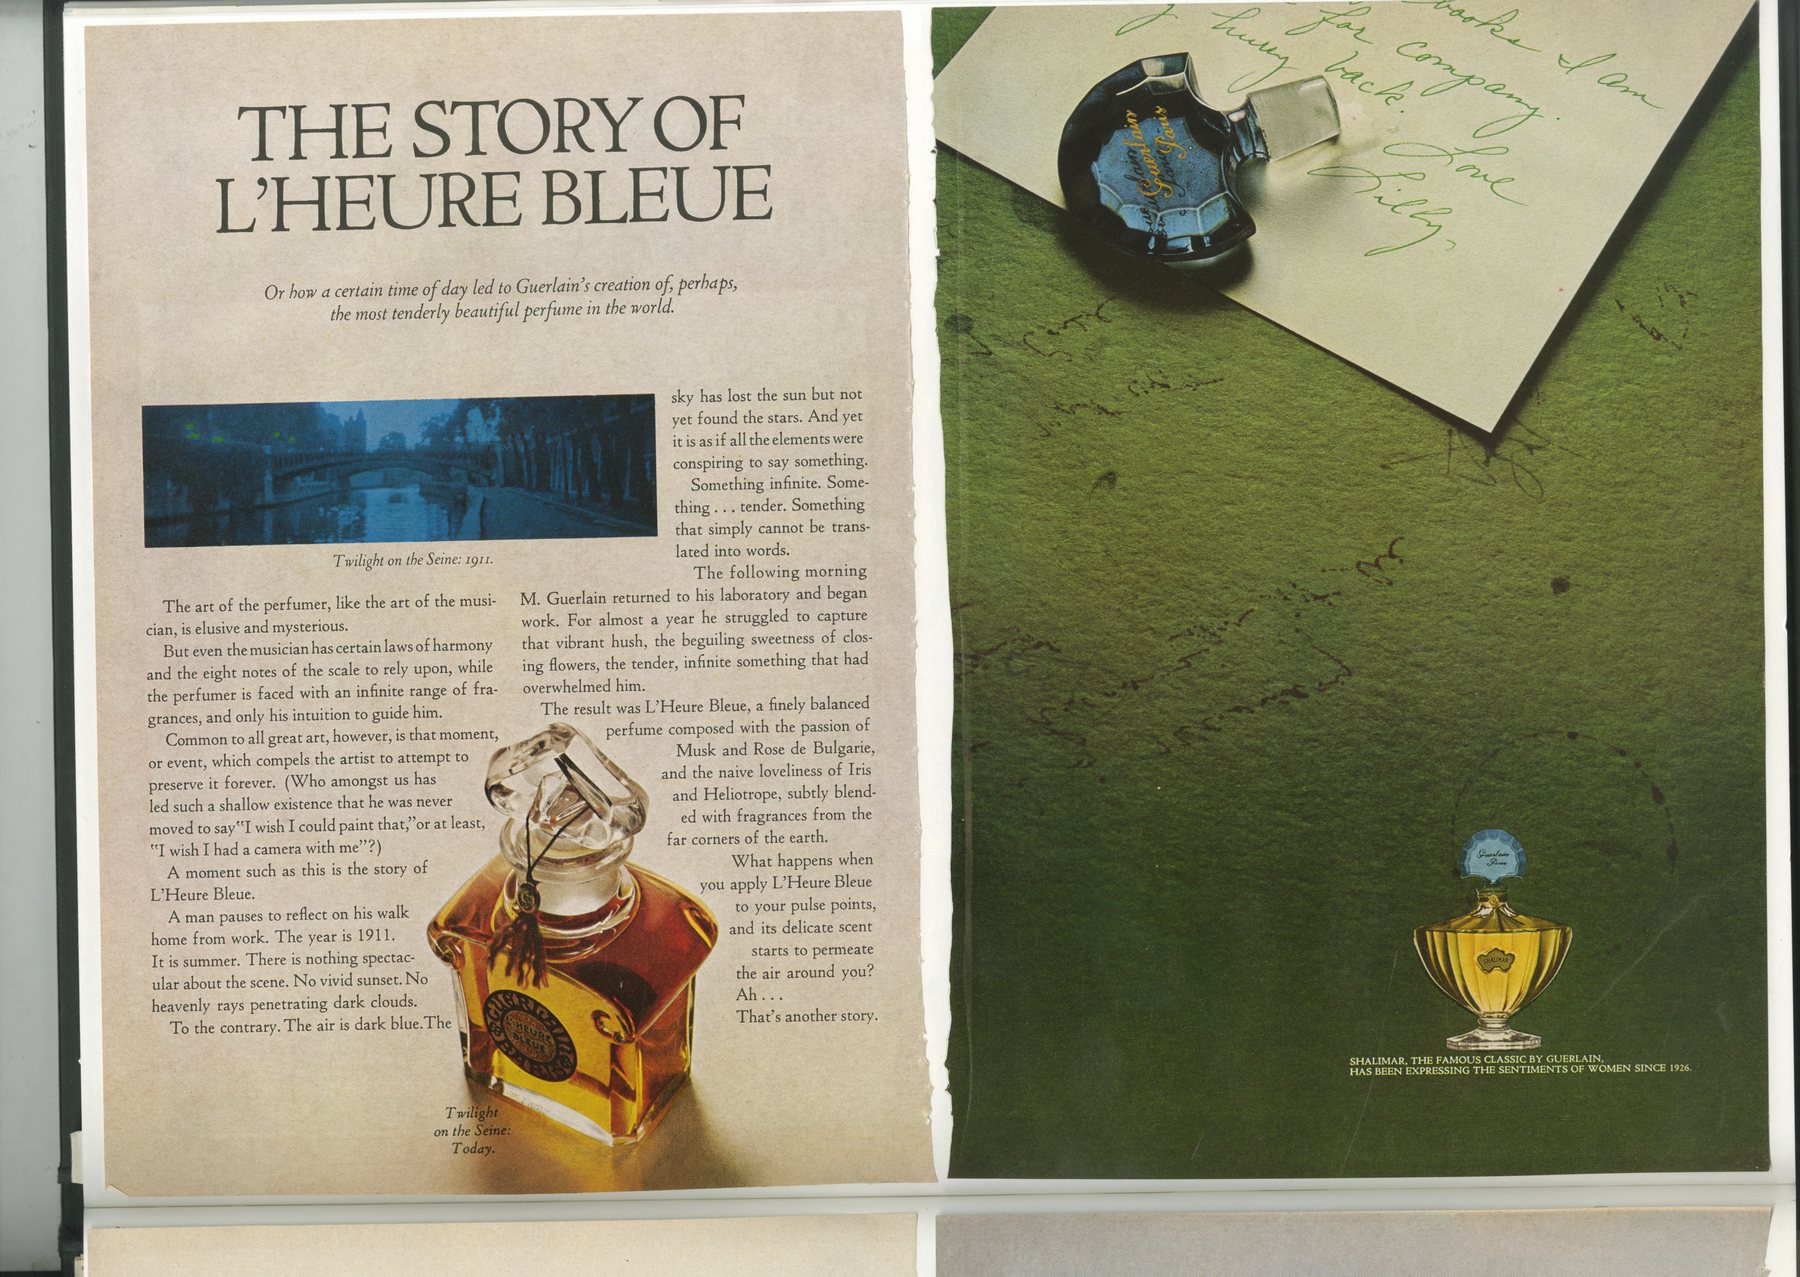 THE STORY OF
L'HEURE BLEUE
Or how a certain time of day led to Guerlain's creation of, perhaps,
the most tenderly beautiful perfume in the world.
Twilight on the Seine: 1911.
The art of the perfumer, like the art of the musi-
cian, is elusive and mysterious.
But even the musician has certain laws of harmony
and the eight notes of the scale to rely upon, while
the perfumer is faced with an infinite range of fra-
grances, and only his intuition to guide him.
Common to all great art, however, is that moment,
or event, which compels the artist to attempt to
preserve it forever. (Who amongst us has
led such a shallow existence that he was never
moved to say "I wish I could paint that," or at least,
"I wish I had a camera with me"?)
A moment such as this is the story of
L'Heure Bleue.
A man pauses to reflect on his walk
home from work. The year is 1911.
It is summer. There is nothing spectac-
ular about the scene. No vivid sunset. No
heavenly rays penetrating dark clouds.
To the contrary. The air is dark blue. The
sky has lost the sun but not
yet found the stars. And yet
it is as if all the elements were
conspiring to say something.
Something infinite. Some-
thing . . . tender. Something
that simply cannot be trans-
lated into words.
The following morning
M. Guerlain returned to his laboratory and began
work. For almost a year he struggled to capture
that vibrant hush, the beguiling sweetness of clos-
ing flowers, the tender, infinite something that had
overwhelmed him.
The result was L'Heure Bleue, a finely balanced
perfume composed with the passion of
Musk and Rose de Bulgarie,
and the naive loveliness of Iris
and Heliotrope, subtly blend-
ed with fragrances from the
far corners of the earth.
What happens when
you apply L'Heure Bleue
to your pulse points,
and its delicate scent
starts to permeate
the air around you?
Ah . . .
That's another story.
GUERLAIN
L'HEURE
BLEUE
PARIS
Twilight
on the Seine:
Today.
books I am
for company.
hurry back.
Love
Lilly.
Guerlain
Paris
Guerlain
Paris
SHALIMAR
SHALIMAR, THE FAMOUS CLASSIC BY GUERLAIN,
HAS BEEN EXPRESSING THE SENTIMENTS OF WOMEN SINCE 1926.